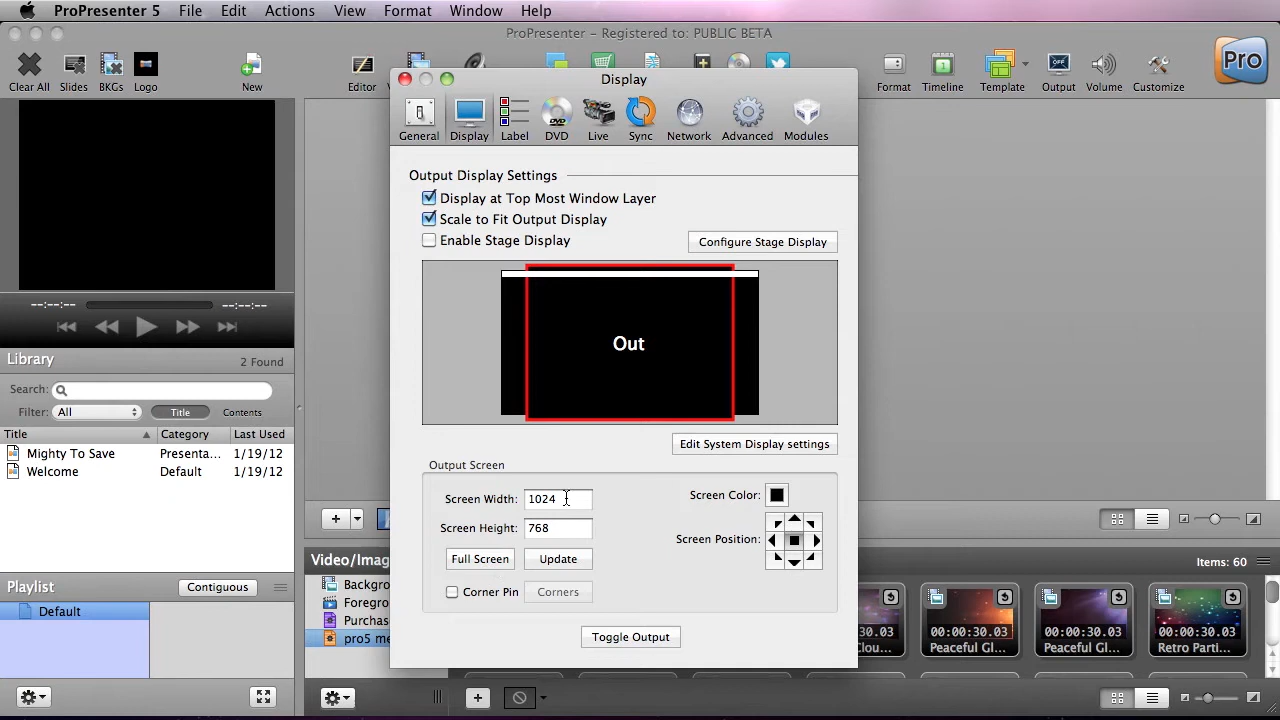 ProPresenter 5 File Edit Actions View Format Window Help
ProPresenter - Registered to: PUBLIC BETA
Clear All Slides BKGs Logo New Editor Format Timeline Template Output Volume Customize
OFF
1
Pro
Display
General Display Label DVD Live Sync Network Advanced Modules
Output Display Settings
Display at Top Most Window Layer
Scale to Fit Output Display
Enable Stage Display
Configure Stage Display
Out
Edit System Display settings
Output Screen
Screen Width: 1024
Screen Height: 768
Full Screen Update
Corner Pin Corners
Screen Color:
Screen Position:
Toggle Output
--:--:-- --:--:--
Library 2 Found
Search:
Filter: All Title Contents
Title Category Last Used
Mighty To Save Presenta... 1/19/12
Welcome Default 1/19/12
Playlist Contiguous
Default
Video/Imag
Items: 60
Backgro
Foregro
Purchas
pro5 me
30.03 00:00:30.03 00:00:30.03 00:00:30.03
Clou... Peaceful Gl... Peaceful Gl... Retro Parti...